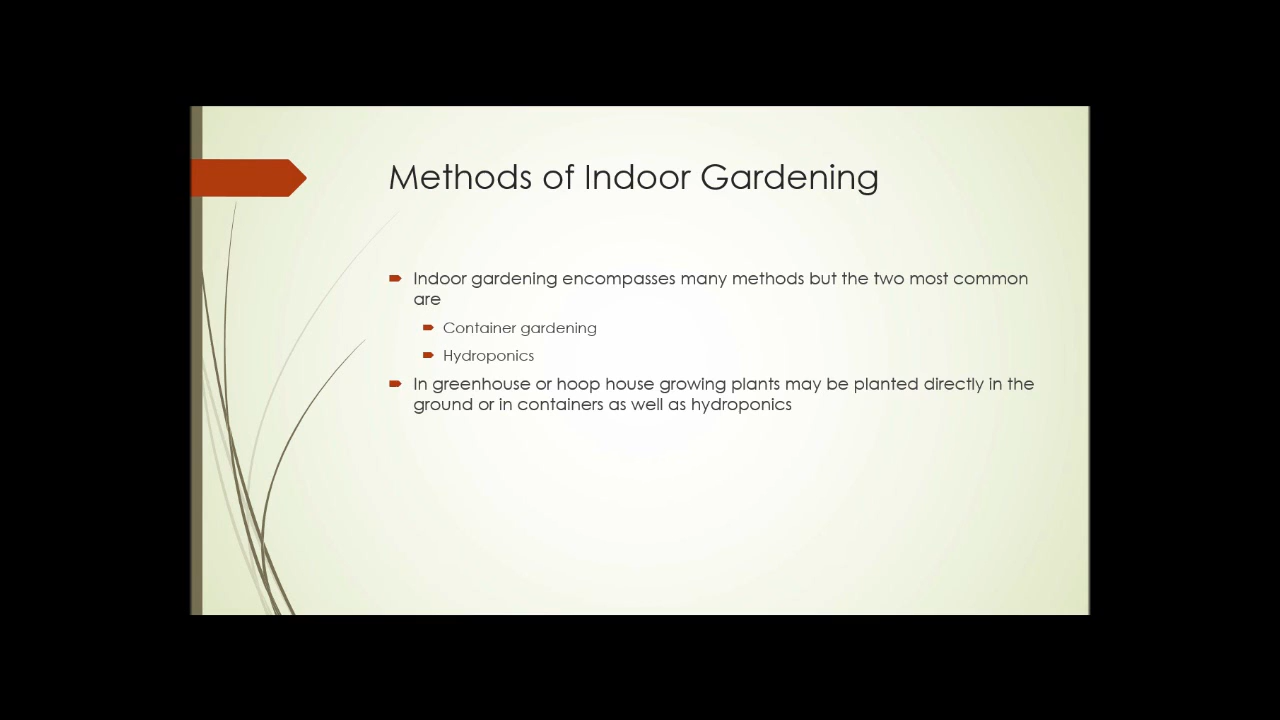 Methods of Indoor Gardening
Indoor gardening encompasses many methods but the two most common
are
Container gardening
Hydroponics
In greenhouse or hoop house growing plants may be planted directly in the
ground or in containers as well as hydroponics